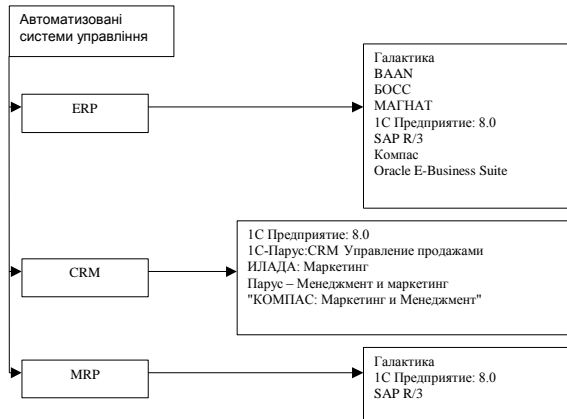 Автоматизовані
системи управління
ERP
Галактика
BAAN
БОСС
МАГНАТ
1С Предприятие: 8.0
SAP R/3
Компас
Oracle E-Business Suite
CRM
1С Предприятие: 8.0
1С-Парус:CRM Управление продажами
ИЛАДА: Маркетинг
Парус – Менеджмент и маркетинг
"КОМПАС: Маркетинг и Менеджмент"
MRP
Галактика
1С Предприятие: 8.0
SAP R/3